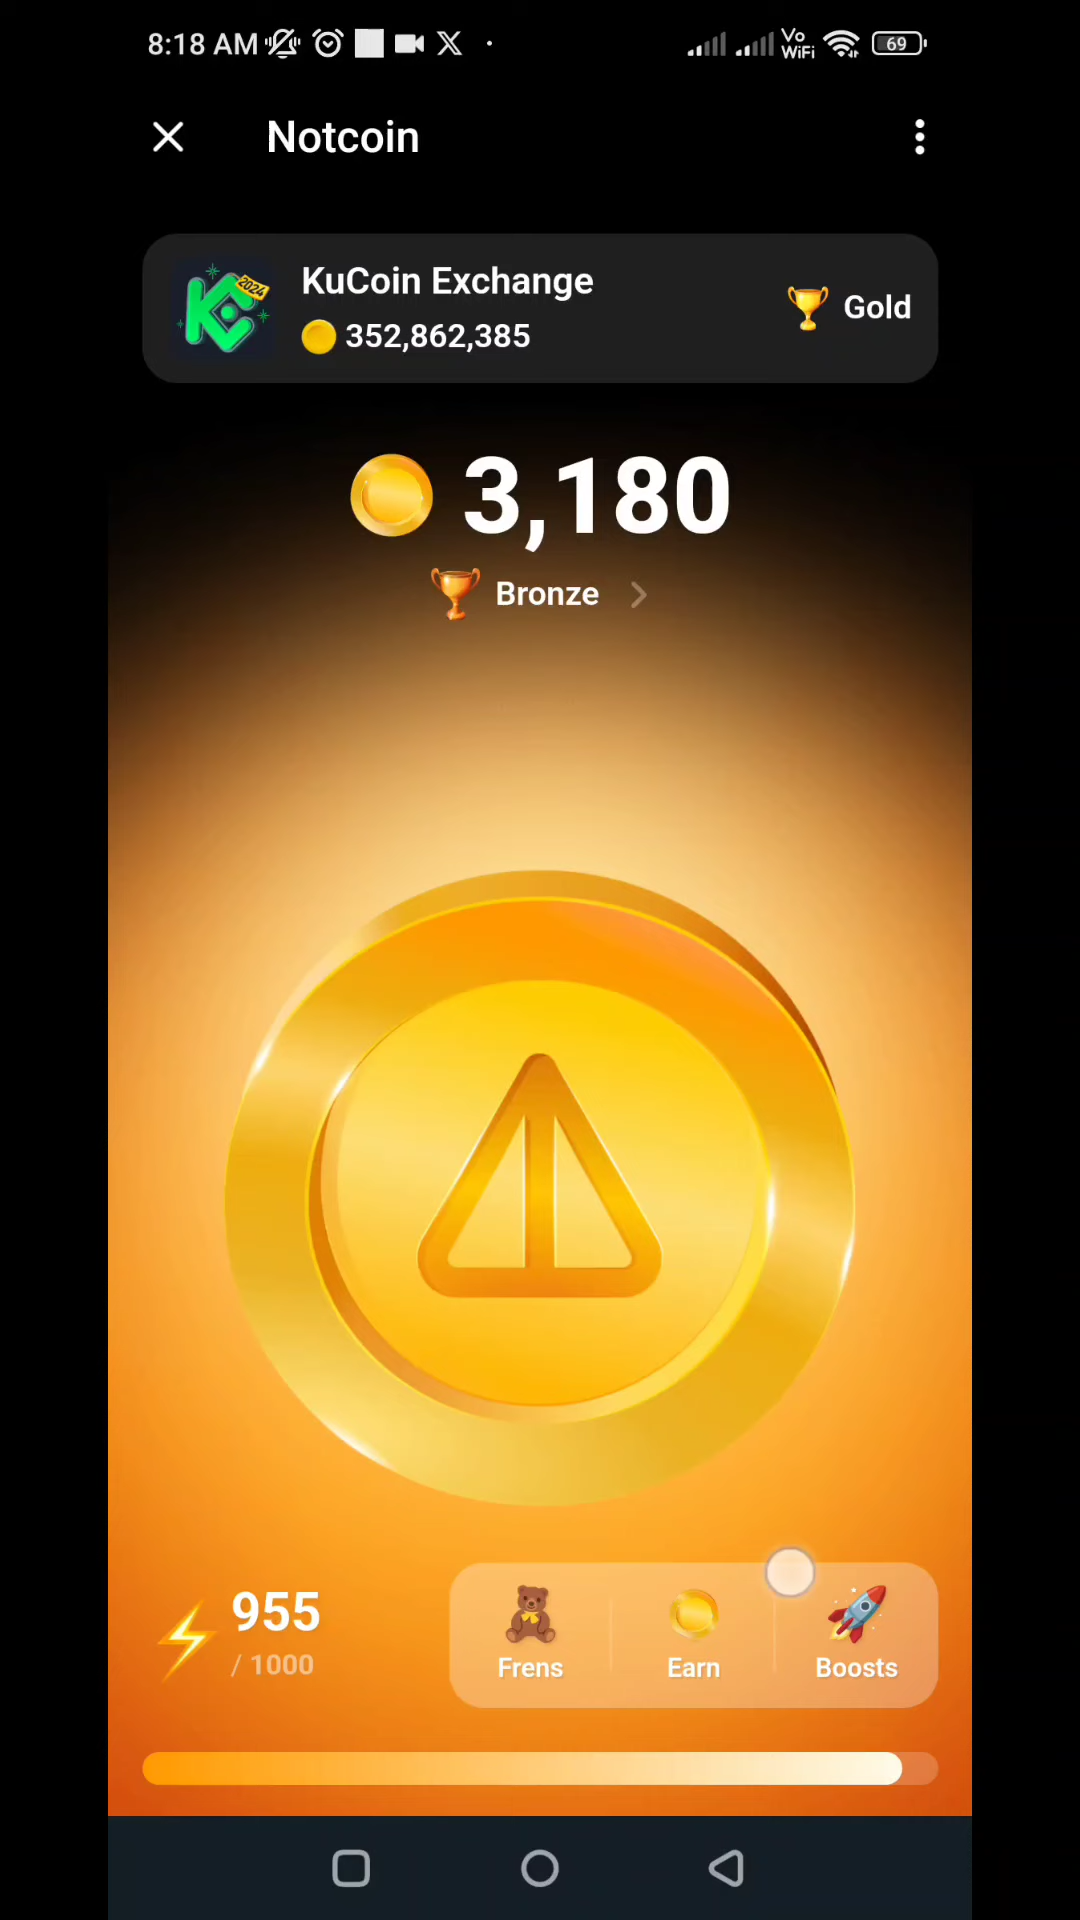 8:18 AM
Vo WiFi
69
Notcoin
2024
KuCoin Exchange
352,862,385
Gold
3,180
Bronze
955
/ 1000
Frens
Earn
Boosts